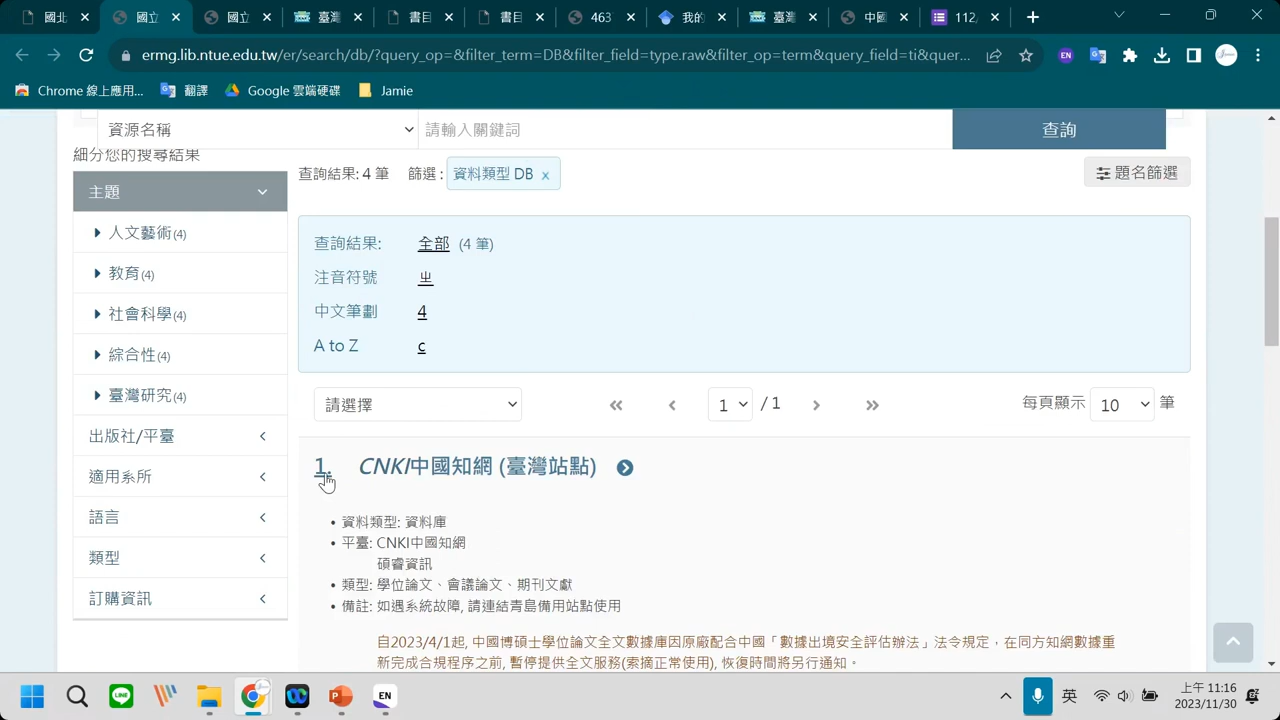 國北
國立
國立
臺灣
書目
書目
463
我的
臺灣
中國
112
ermg.lib.ntue.edu.tw/er/search/db/?query_op=&filter_term=DB&filter_field=type.raw&filter_op=term&query_field=ti&quer...
EN
Chrome 線上應用...
翻譯
Google 雲端硬碟
Jamie
資源名稱
請輸入關鍵詞
查詢
細分您的搜尋結果
查詢結果: 4 筆
篩選 :
資料類型 DB x
題名篩選
主題
人文藝術(4)
教育(4)
社會科學(4)
綜合性(4)
臺灣研究(4)
出版社/平臺
適用系所
語言
類型
訂購資訊
查詢結果: 全部 (4 筆)
注音符號 ㄓ
中文筆劃 4
A to Z c
請選擇
1 / 1
每頁顯示 10 筆
1. CNKI中國知網 (臺灣站點)
• 資料類型: 資料庫
• 平臺: CNKI中國知網
碩睿資訊
• 類型: 學位論文、會議論文、期刊文獻
• 備註: 如遇系統故障, 請連結青島備用站點使用
自2023/4/1起, 中國博碩士學位論文全文數據庫因原廠配合中國「數據出境安全評估辦法」法令規定，在同方知網數據重
新完成合規程序之前, 暫停提供全文服務(索摘正常使用), 恢復時間將另行通知。
EN
英
上午 11:16
2023/11/30